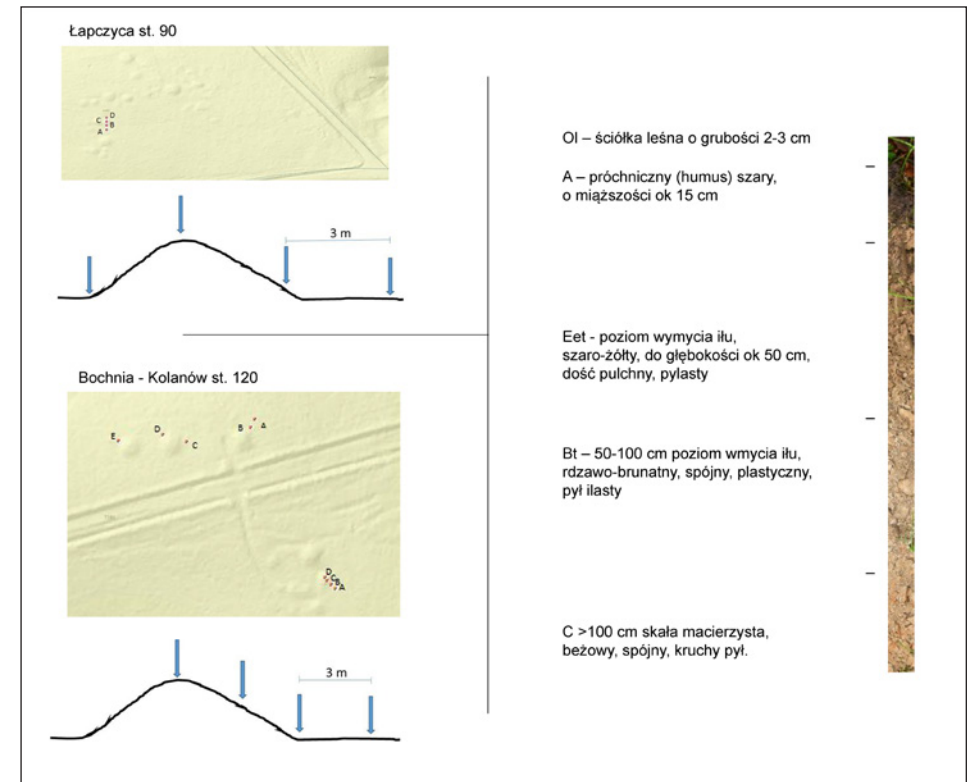 Łapczyca st. 90
D
C
B
A
3 m
Bochnia - Kolanów st. 120
E
D
C
B
A
D
C
B
A
3 m
Ol – ściółka leśna o grubości 2-3 cm
A – próchniczny (humus) szary,
o miąższości ok 15 cm
Eet - poziom wymycia iłu,
szaro-żółty, do głębokości ok 50 cm,
dość pulchny, pylasty
Bt – 50-100 cm poziom wmycia iłu,
rdzawo-brunatny, spójny, plastyczny,
pył ilasty
C >100 cm skała macierzysta,
beżowy, spójny, kruchy pył.